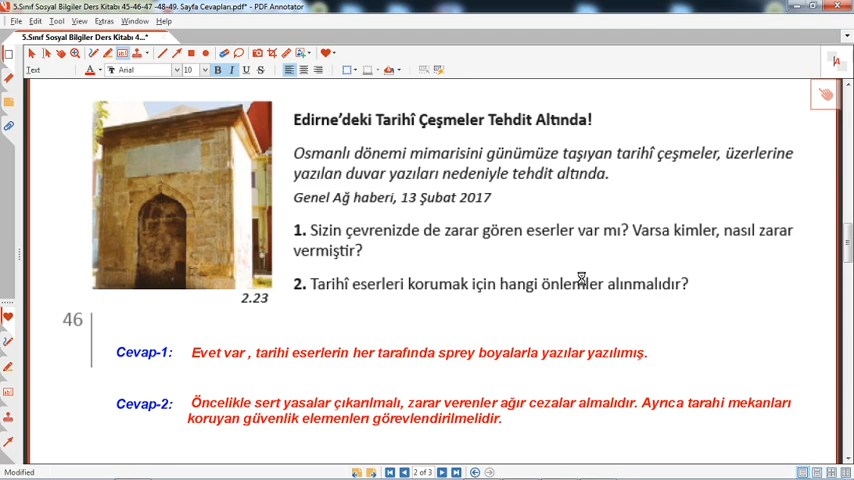 5.Sınıf Sosyal Bilgiler Ders Kitabı 45-46-47 -48-49. Sayfa Cevapları.pdf* - PDF Annotator
File Edit Tool View Extras Window Help
5.Sınıf Sosyal Bilgiler Ders Kitabı 4...*
Text Arial 10 B I U S
Edirne’deki Tarihî Çeşmeler Tehdit Altında!
Osmanlı dönemi mimarisini günümüze taşıyan tarihî çeşmeler, üzerlerine
yazılan duvar yazıları nedeniyle tehdit altında.
Genel Ağ haberi, 13 Şubat 2017
1. Sizin çevrenizde de zarar gören eserler var mı? Varsa kimler, nasıl zarar
vermiştir?
2. Tarihî eserleri korumak için hangi önlemler alınmalıdır?
2.23
46
Cevap-1: Evet var , tarihi eserlerin her tarafında sprey boyalarla yazılar yazılımış.
Cevap-2: Öncelikle sert yasalar çıkarılmalı, zarar verenler ağır cezalar almalıdır. Ayrıca tarahi mekanları
koruyan güvenlik elemenleri görevlendirilmelidir.
Modified 2 of 3